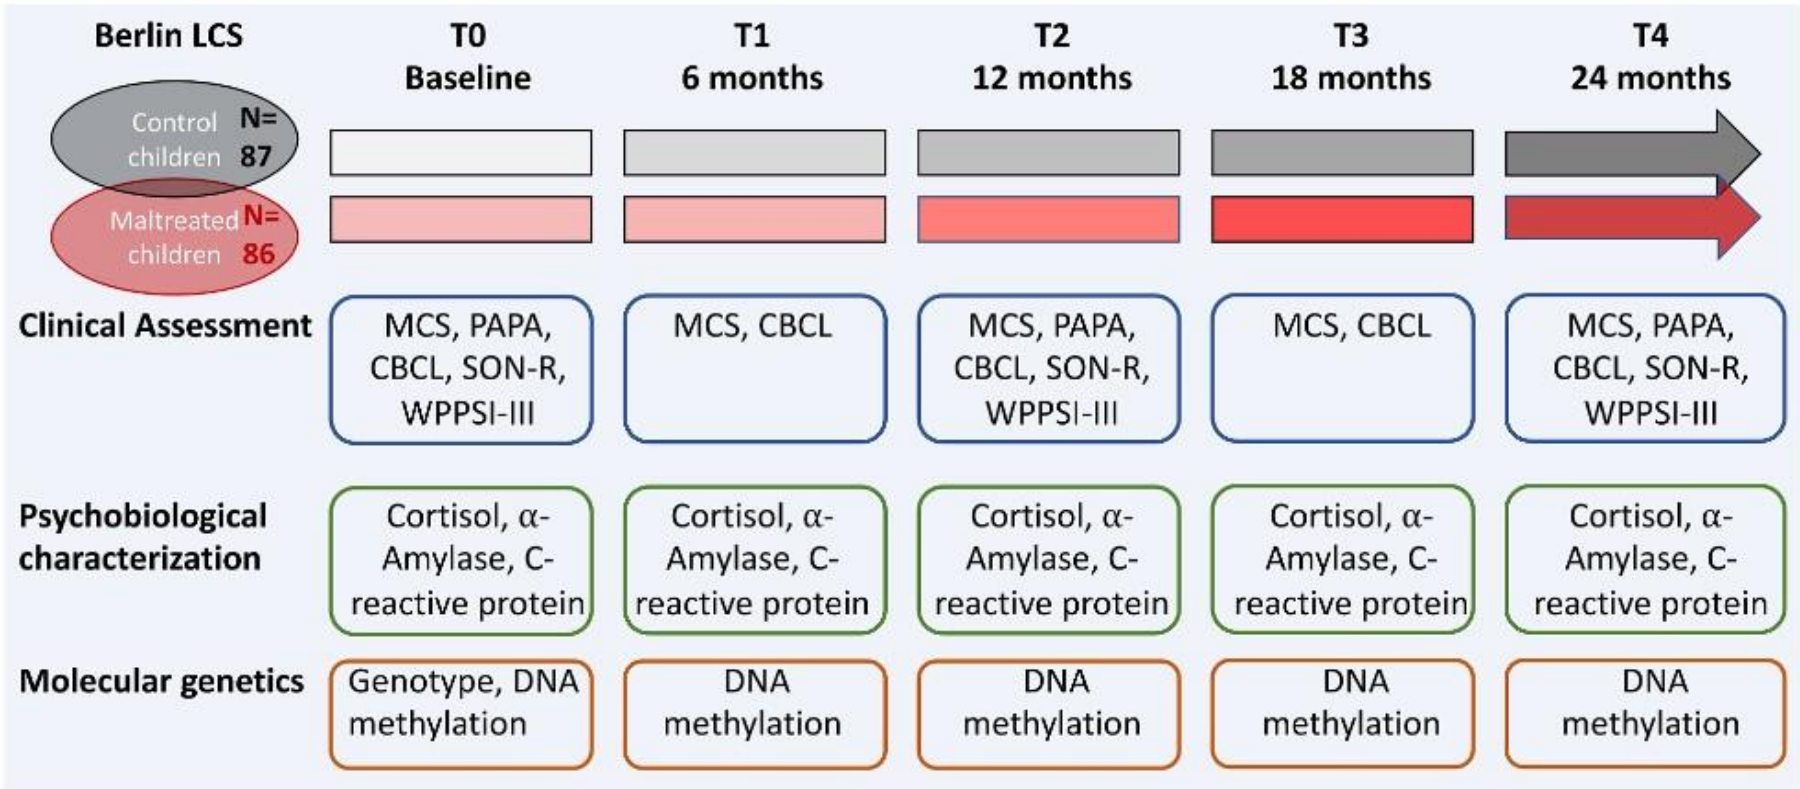 Berlin LCS
T0
Baseline
T1
6 months
T2
12 months
T3
18 months
T4
24 months
Control
children
N=
87
Maltreated
children
N=
86
Clinical Assessment
MCS, PAPA,
CBCL, SON-R,
WPPSI-III
MCS, CBCL
MCS, PAPA,
CBCL, SON-R,
WPPSI-III
MCS, CBCL
MCS, PAPA,
CBCL, SON-R,
WPPSI-III
Psychobiological
characterization
Cortisol, α-
Amylase, C-
reactive protein
Cortisol, α-
Amylase, C-
reactive protein
Cortisol, α-
Amylase, C-
reactive protein
Cortisol, α-
Amylase, C-
reactive protein
Cortisol, α-
Amylase, C-
reactive protein
Molecular genetics
Genotype, DNA
methylation
DNA
methylation
DNA
methylation
DNA
methylation
DNA
methylation